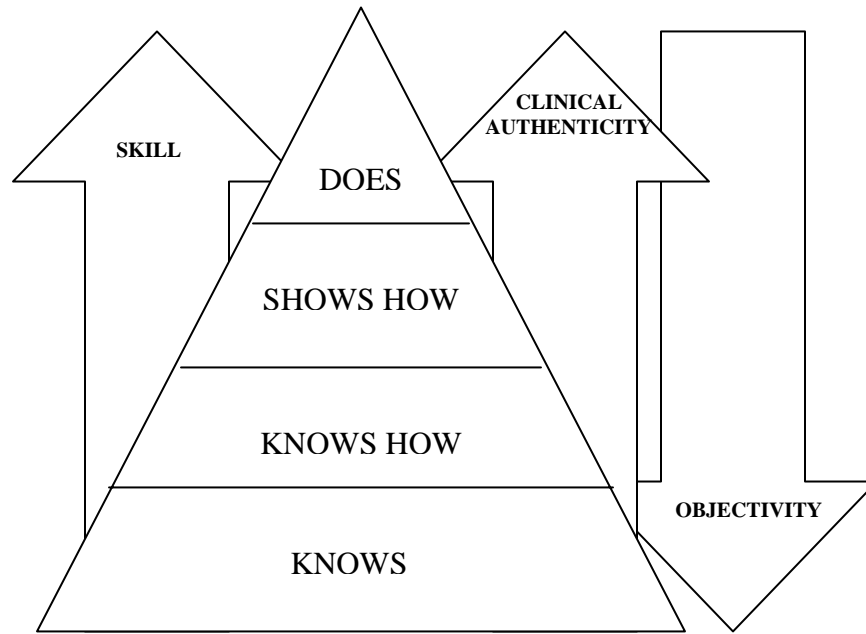 CLINICAL
AUTHENTICITY
SKILL
DOES
SHOWS HOW
KNOWS HOW
OBJECTIVITY
KNOWS